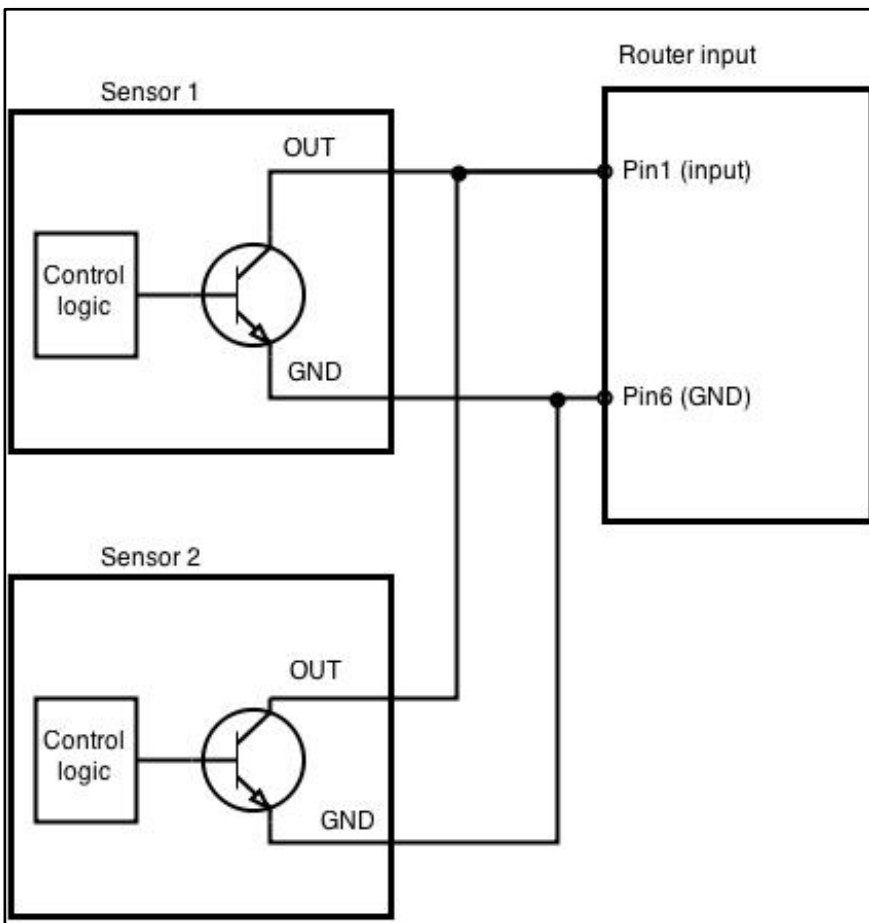 Router input
Sensor 1
OUT
Pin1 (input)
Control
logic
GND
Pin6 (GND)
Sensor 2
OUT
Control
logic
GND